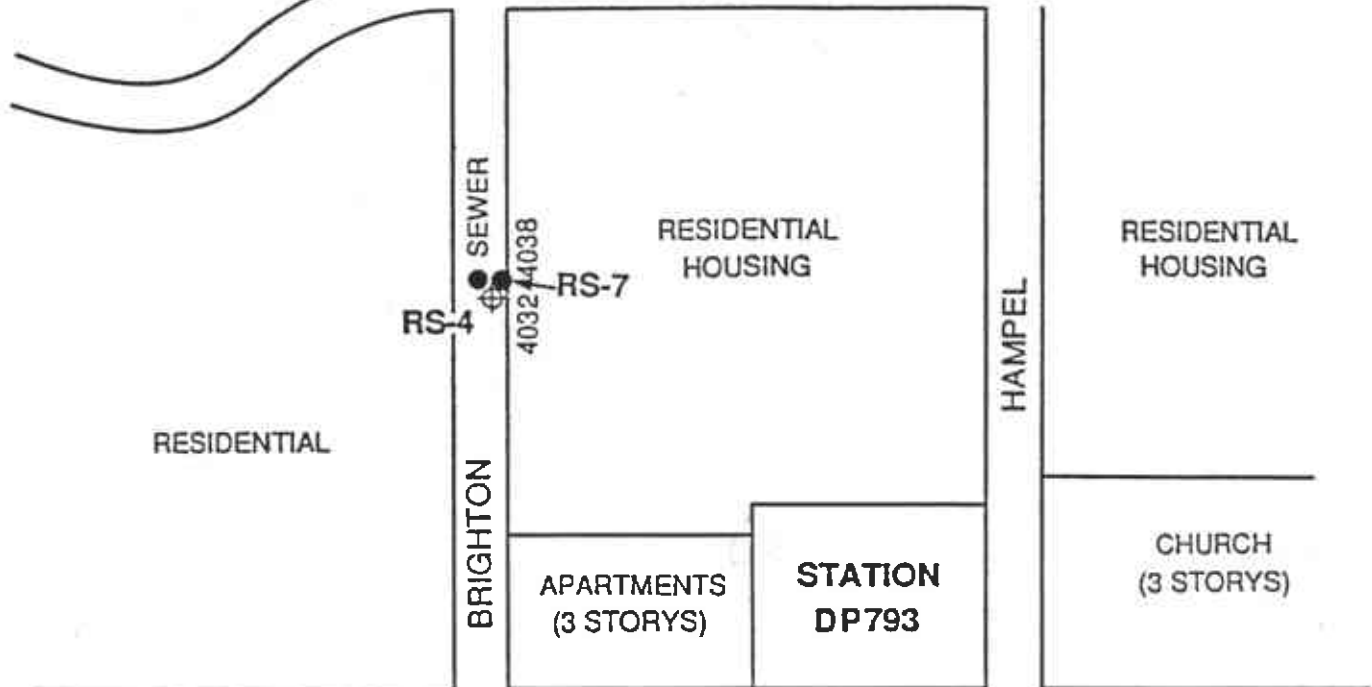 SEWER
4038
RESIDENTIAL
HOUSING
RESIDENTIAL
HOUSING
RS-7
RS-4
4032
HAMPEL
RESIDENTIAL
BRIGHTON
APARTMENTS
(3 STORYS)
STATION
DP793
CHURCH
(3 STORYS)